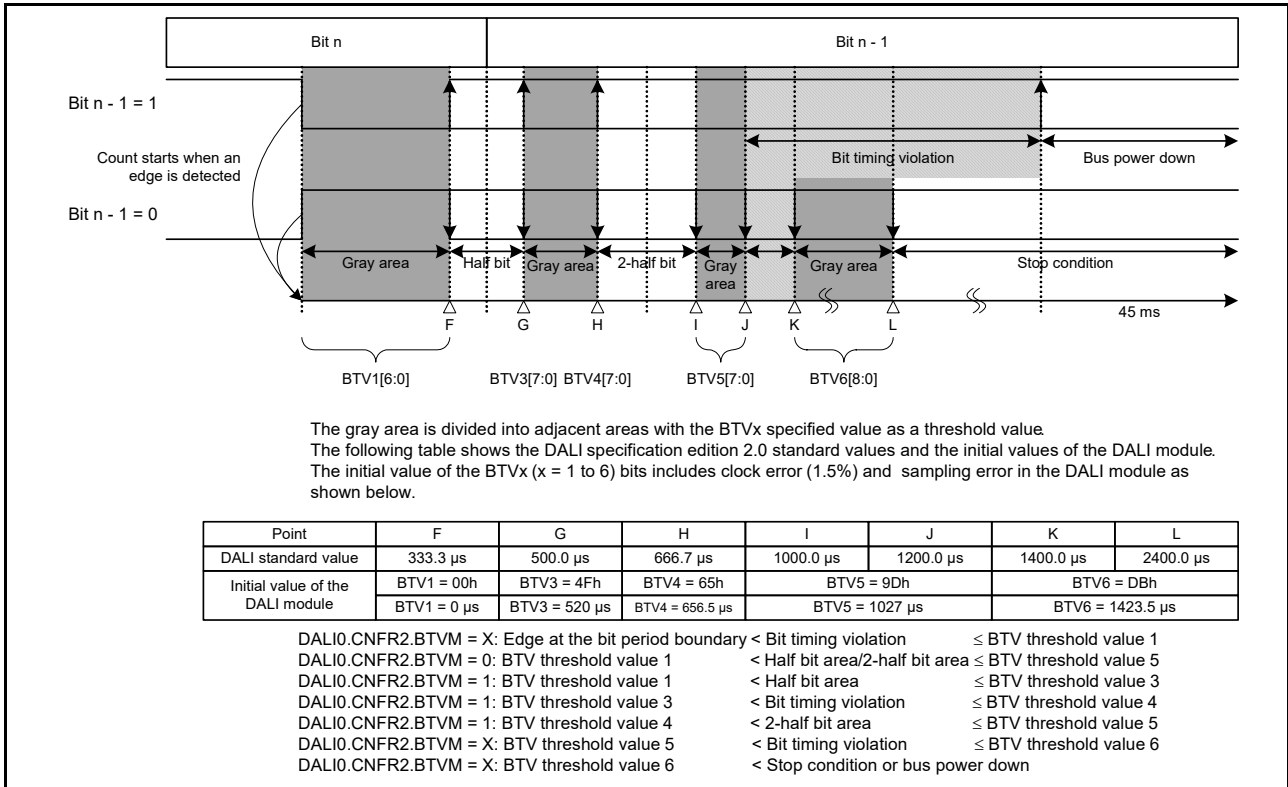 Bit n
Bit n - 1
Bit n - 1 = 1
Count starts when an
edge is detected
Bit timing violation
Bus power down
Bit n - 1 = 0
Gray area
Half bit
Gray area
2-half bit
Gray
area
Gray area
Stop condition
45 ms
F
G
H
I
J
K
L
BTV1[6:0]
BTV3[7:0]
BTV4[7:0]
BTV5[7:0]
BTV6[8:0]
The gray area is divided into adjacent areas with the BTVx specified value as a threshold value.
The following table shows the DALI specification edition 2.0 standard values and the initial values of the DALI module.
The initial value of the BTVx (x = 1 to 6) bits includes clock error (1.5%) and sampling error in the DALI module as
shown below.
Point F G H I J K L
DALI standard value 333.3 µs 500.0 µs 666.7 µs 1000.0 µs 1200.0 µs 1400.0 µs 2400.0 µs
Initial value of the
DALI module
BTV1 = 00h BTV3 = 4Fh BTV4 = 65h BTV5 = 9Dh BTV6 = DBh
BTV1 = 0 µs BTV3 = 520 µs BTV4 = 656.5 µs BTV5 = 1027 µs BTV6 = 1423.5 µs
DALI0.CNFR2.BTVM = X: Edge at the bit period boundary < Bit timing violation ≤ BTV threshold value 1
DALI0.CNFR2.BTVM = 0: BTV threshold value 1 < Half bit area/2-half bit area ≤ BTV threshold value 5
DALI0.CNFR2.BTVM = 1: BTV threshold value 1 < Half bit area ≤ BTV threshold value 3
DALI0.CNFR2.BTVM = 1: BTV threshold value 3 < Bit timing violation ≤ BTV threshold value 4
DALI0.CNFR2.BTVM = 1: BTV threshold value 4 < 2-half bit area ≤ BTV threshold value 5
DALI0.CNFR2.BTVM = X: BTV threshold value 5 < Bit timing violation ≤ BTV threshold value 6
DALI0.CNFR2.BTVM = X: BTV threshold value 6 < Stop condition or bus power down